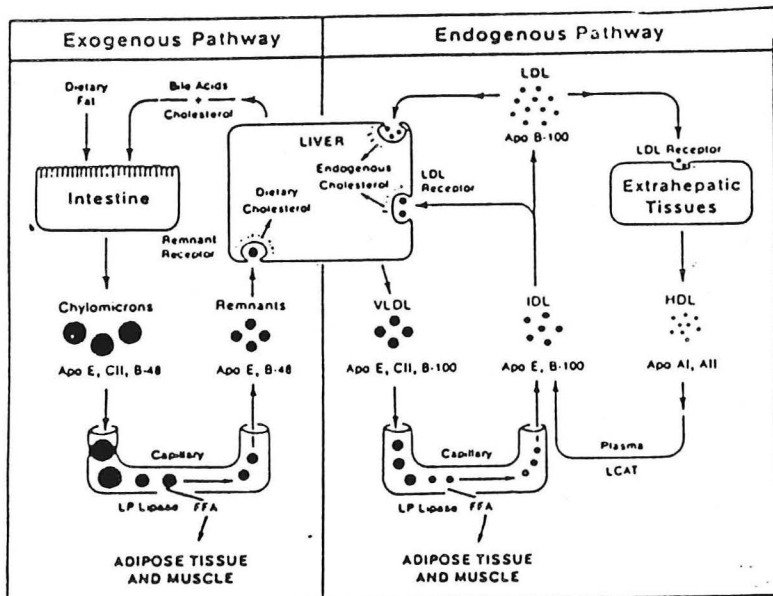 Exogenous Pathway
Endogenous Pathway
Dietary
Fat
Bile Acids
+
Cholesterol
Intestine
Chylomicrons
Apo E, CII, B-48
Remnant
Receptor
Remnants
Apo E, B-48
Capillary
LP Lipase
FFA
ADIPOSE TISSUE
AND MUSCLE
LIVER
Dietary
Cholesterol
Endogenous
Cholesterol
LDL
Receptor
LDL
Apo B-100
LDL Receptor
Extrahepatic
Tissues
VLDL
Apo E, CII, B-100
IDL
Apo E, B-100
HDL
Apo AI, AII
Capillary
LP Lipase
FFA
Plasma
LCAT
ADIPOSE TISSUE
AND MUSCLE